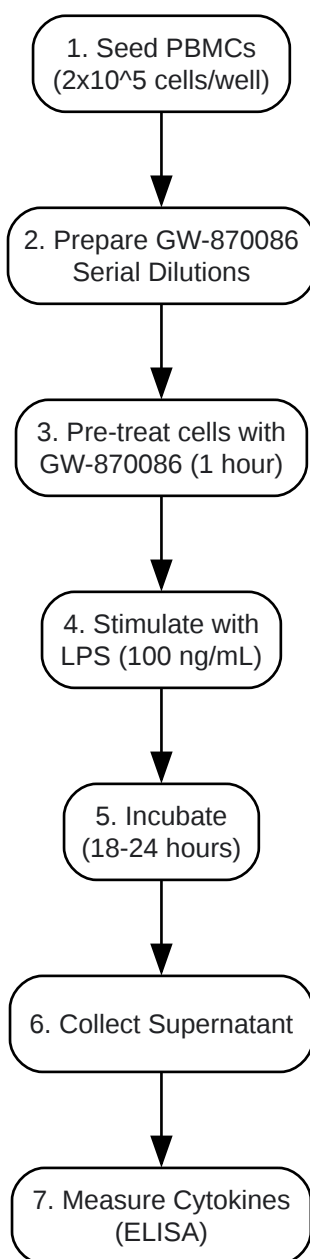 1. Seed PBMCs
(2x10^5 cells/well)
2. Prepare GW-870086
Serial Dilutions
3. Pre-treat cells with
GW-870086 (1 hour)
4. Stimulate with
LPS (100 ng/mL)
5. Incubate
(18-24 hours)
6. Collect Supernatant
7. Measure Cytokines
(ELISA)